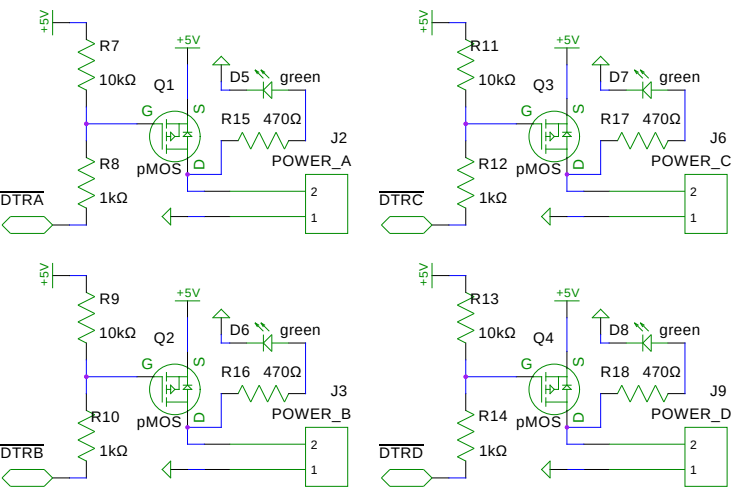 +5V
R7
10kΩ
Q1
G
S
D
pMOS
R8
1kΩ
DTRA
+5V
D5
green
R15
470Ω
J2
POWER_A
2
1
+5V
R11
10kΩ
Q3
G
S
D
pMOS
R12
1kΩ
DTRC
+5V
D7
green
R17
470Ω
J6
POWER_C
2
1
+5V
R9
10kΩ
Q2
G
S
D
pMOS
R10
1kΩ
DTRB
+5V
D6
green
R16
470Ω
J3
POWER_B
2
1
+5V
R13
10kΩ
Q4
G
S
D
pMOS
R14
1kΩ
DTRD
+5V
D8
green
R18
470Ω
J9
POWER_D
2
1